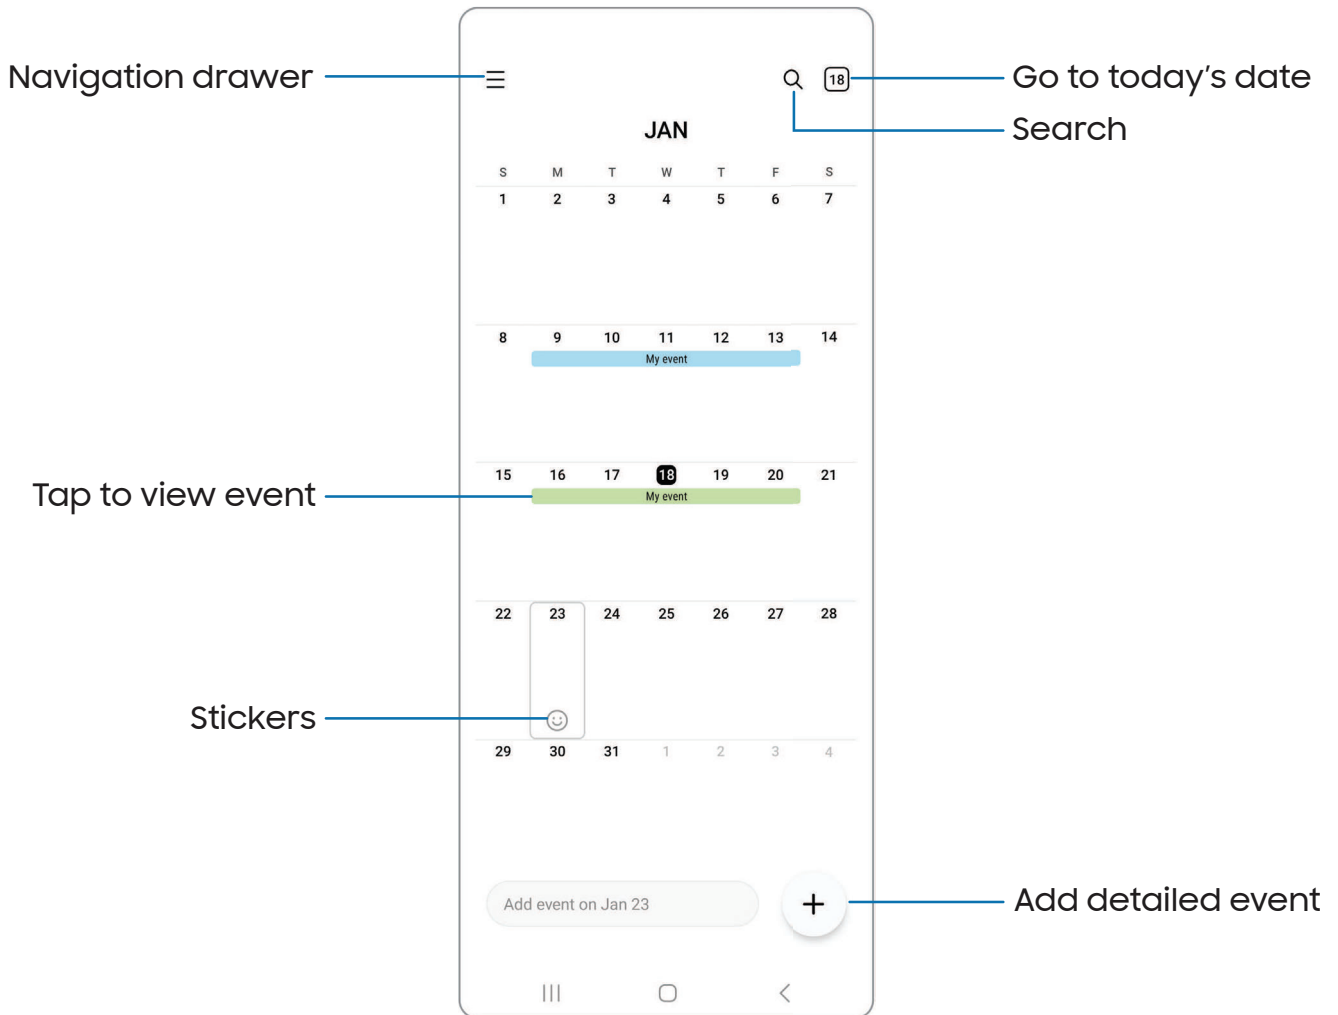 Navigation drawer
18
Go to today's date
Search
JAN
S M T W T F S
1 2 3 4 5 6 7
8 9 10 11 12 13 14
My event
15 16 17 18 19 20 21
Tap to view event
My event
22 23 24 25 26 27 28
Stickers
29 30 31 1 2 3 4
Add event on Jan 23
Add detailed event